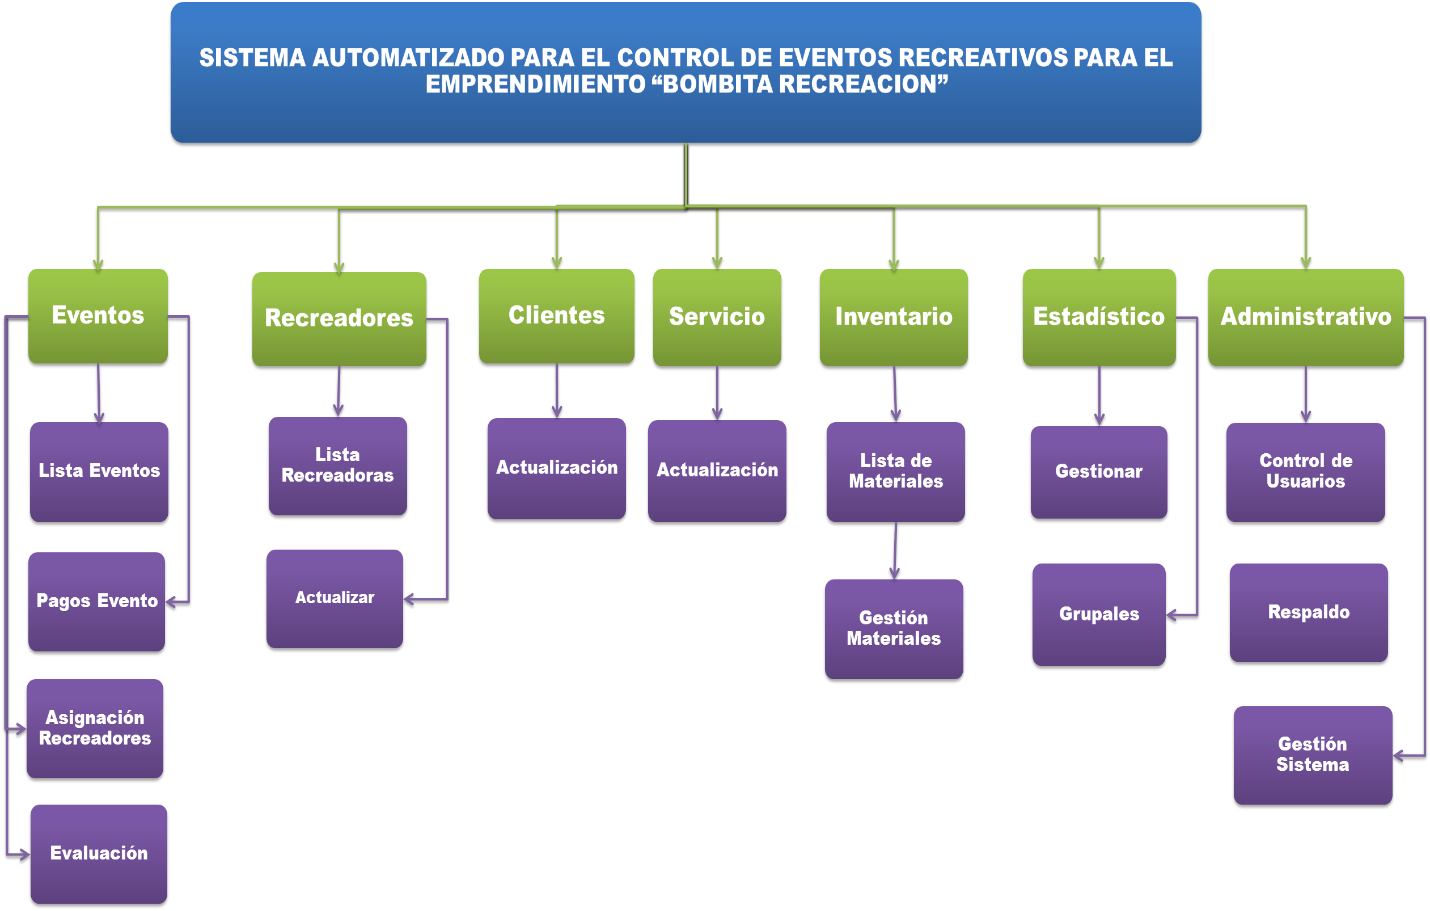 SISTEMA AUTOMATIZADO PARA EL CONTROL DE EVENTOS RECREATIVOS PARA EL
EMPRENDIMIENTO “BOMBITA RECREACION”
Eventos
Recreadores
Clientes
Servicio
Inventario
Estadístico
Administrativo
Lista Eventos
Lista
Recreadoras
Actualización
Actualización
Lista de
Materiales
Gestionar
Control de
Usuarios
Pagos Evento
Actualizar
Gestión
Materiales
Grupales
Respaldo
Asignación
Recreadores
Gestión
Sistema
Evaluación